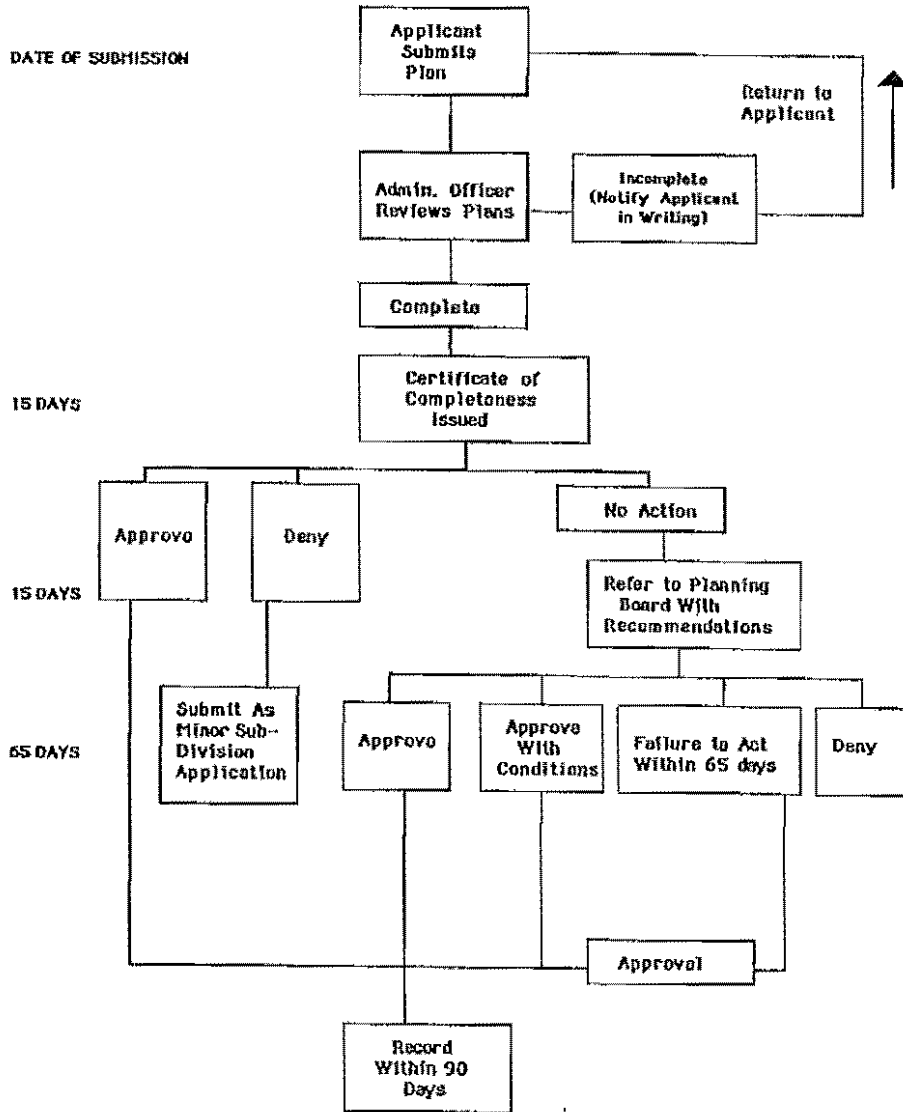 DATE OF SUBMISSION
Applicant
Submits
Plan
Return to
Applicant
Admin. Officer
Reviews Plans
Incomplete
(Notify Applicant
in Writing)
Complete
15 DAYS
Certificate of
Completeness
Issued
Approve
Deny
No Action
15 DAYS
Refer to Planning
Board With
Recommendations
65 DAYS
Submit As
Minor Sub-
Division
Application
Approve
Approve
With
Conditions
Failure to Act
Within 65 days
Deny
Approval
Record
Within 90
Days